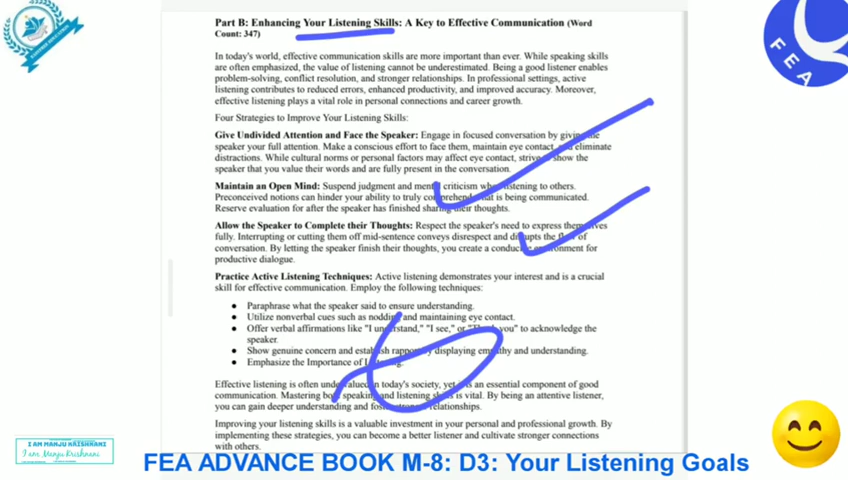 Part B: Enhancing Your Listening Skills: A Key to Effective Communication (Word
Count: 347)
In today's world, effective communication skills are more important than ever. While speaking skills
are often emphasized, the value of listening cannot be underestimated. Being a good listener enables
problem-solving, conflict resolution, and stronger relationships. In professional settings, active
listening contributes to reduced errors, enhanced productivity, and improved accuracy. Moreover,
effective listening plays a vital role in personal connections and career growth.
Four Strategies to Improve Your Listening Skills:
Give Undivided Attention and Face the Speaker: Engage in focused conversation by giving the
speaker your full attention. Make a conscious effort to face them, maintain eye contact, and eliminate
distractions. While cultural norms or personal factors may affect eye contact, strive to show the
speaker that you value their words and are fully present in the conversation.
Maintain an Open Mind: Suspend judgment and mental criticism when listening to others.
Preconceived notions can hinder your ability to truly comprehend what is being communicated.
Reserve evaluation for after the speaker has finished sharing their thoughts.
Allow the Speaker to Complete their Thoughts: Respect the speaker's need to express themselves
fully. Interrupting or cutting them off mid-sentence conveys disrespect and disrupts the flow of
conversation. By letting the speaker finish their thoughts, you create a conducive environment for
productive dialogue.
Practice Active Listening Techniques: Active listening demonstrates your interest and is a crucial
skill for effective communication. Employ the following techniques:
● Paraphrase what the speaker said to ensure understanding.
● Utilize nonverbal cues such as nodding and maintaining eye contact.
● Offer verbal affirmations like "I understand," "I see," or "Thank you" to acknowledge the
speaker.
● Show genuine concern and establish rapport by displaying empathy and understanding.
● Emphasize the Importance of Listening.
Effective listening is often undervalued in today's society, yet it is an essential component of good
communication. Mastering both speaking and listening skills is vital. By being an attentive listener,
you can gain deeper understanding and foster stronger relationships.
Improving your listening skills is a valuable investment in your personal and professional growth. By
implementing these strategies, you can become a better listener and cultivate stronger connections
with others.
FEA
I AM MANJU KRISHNANI
I am Manju Krishnani
FEA ADVANCE BOOK M-8: D3: Your Listening Goals